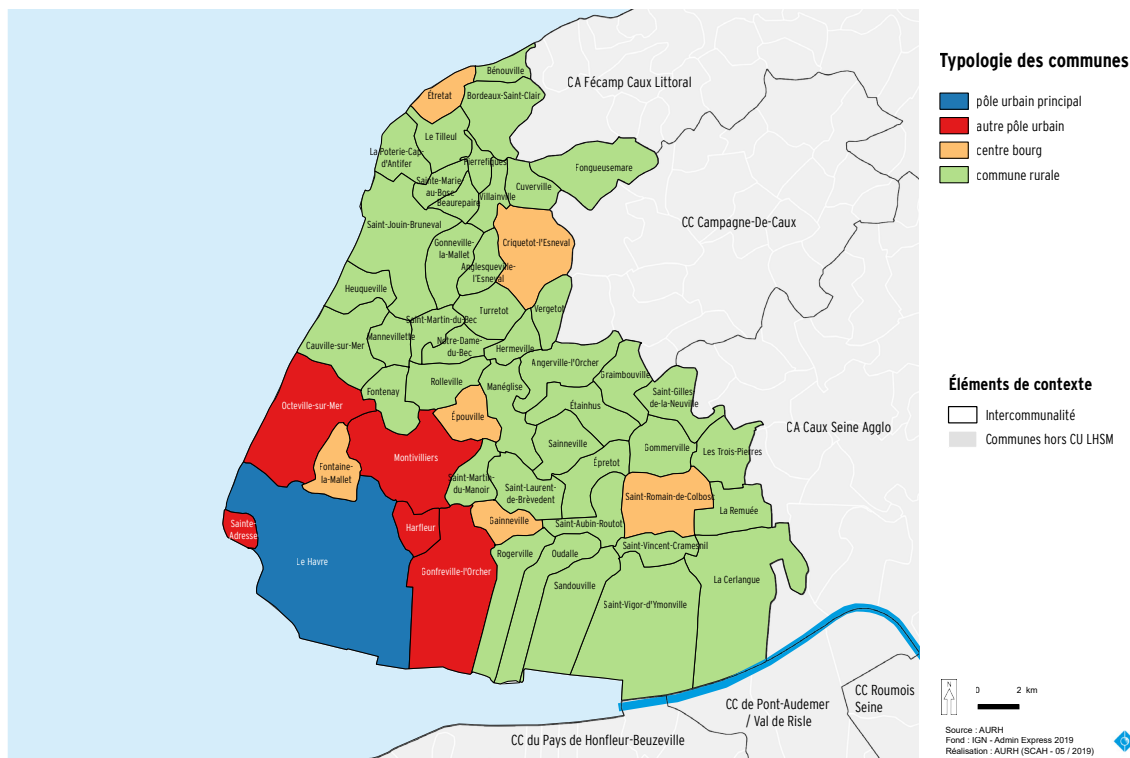 Bénouville
CA Fécamp Caux Littoral
Étretat
Bordeaux-Saint-Clair
Le Tilleul
La Poterie-Cap-
d'Antifer
Pierrefiques
Fongueusemare
Sainte-Marie-
au-Bosc
Cuverville
Villainville
Beaurepaire
CC Campagne-De-Caux
Saint-Jouin-Bruneval
Gonneville-
la-Mallet
Criquetot-l'Esneval
Anglesqueville-
l'Esneval
Heuqueville
Turretot
Vergetot
Saint-Martin-du-Bec
Mannevillette
Cauville-sur-Mer
Notre-Dame-
du-Bec
Hermeville
Angerville-l'Orcher
Graimbouville
Fontenay
Rolleville
Manéglise
Saint-Gilles-
de-la-Neuville
Octeville-sur-Mer
Étainhus
Épouville
CA Caux Seine Agglo
Sainneville
Gommerville
Les Trois-Pierres
Montivilliers
Épretot
Fontaine-
la-Mallet
Saint-Martin-
du-Manoir
Saint-Laurent-
de-Brèvedent
Saint-Romain-de-Colbosc
La Remuée
Sainte-
Adresse
Harfleur
Gainneville
Saint-Aubin-Routot
Saint-Vincent-Cramesnil
Le Havre
Rogerville
Oudalle
Gonfreville-l'Orcher
Sandouville
La Cerlangue
Saint-Vigor-d'Ymonville
CC du Pays de Honfleur-Beuzeville
CC de Pont-Audemer
/ Val de Risle
CC Roumois
Seine
Typologie des communes
pôle urbain principal
autre pôle urbain
centre bourg
commune rurale
Éléments de contexte
Intercommunalité
Communes hors CU LHSM
N
0 2 km
Source : AURH
Fond : IGN - Admin Express 2019
Réalisation : AURH (SCAH - 05 / 2019)